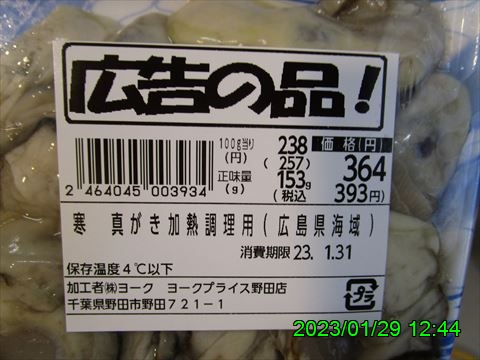 広告の品!
100g当り
(円)
238
(257)
正味量
(g)
153g
価格(円)
364
(税込 393円)
2 464045 003934
寒 真がき加熱調理用(広島県海域)
消費期限23. 1.31
保存温度4℃以下
加工者㈱ヨーク ヨークプライス野田店
千葉県野田市野田721-1
プラ
2023/01/29 12:44